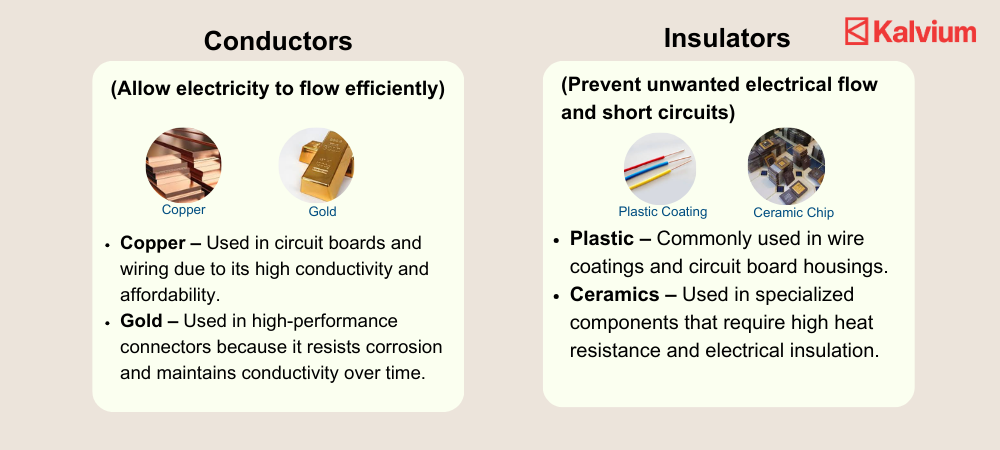 Conductors
(Allow electricity to flow efficiently)
Copper
Gold
• Copper – Used in circuit boards and
wiring due to its high conductivity and
affordability.
• Gold – Used in high-performance
connectors because it resists corrosion
and maintains conductivity over time.
Insulators
Kalvium
(Prevent unwanted electrical flow
and short circuits)
Plastic Coating
Ceramic Chip
• Plastic – Commonly used in wire
coatings and circuit board housings.
• Ceramics – Used in specialized
components that require high heat
resistance and electrical insulation.